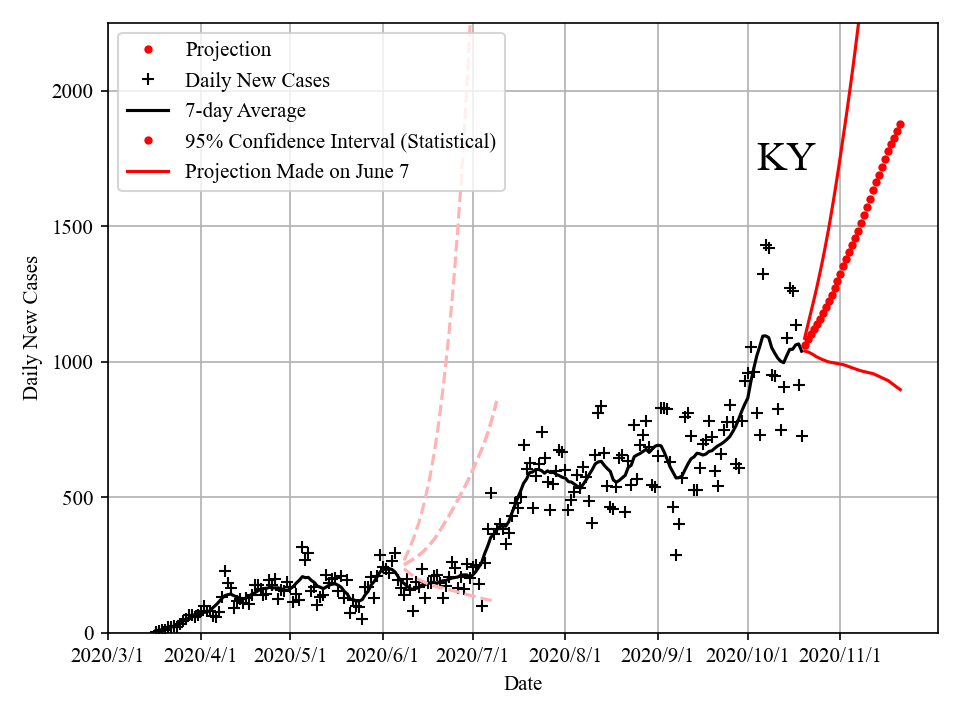 Projection
Daily New Cases
7-day Average
95% Confidence Interval (Statistical)
Projection Made on June 7
KY
2000
1500
1000
500
0
Daily New Cases
2020/3/1 2020/4/1 2020/5/1 2020/6/1 2020/7/1 2020/8/1 2020/9/1 2020/10/1 2020/11/1
Date